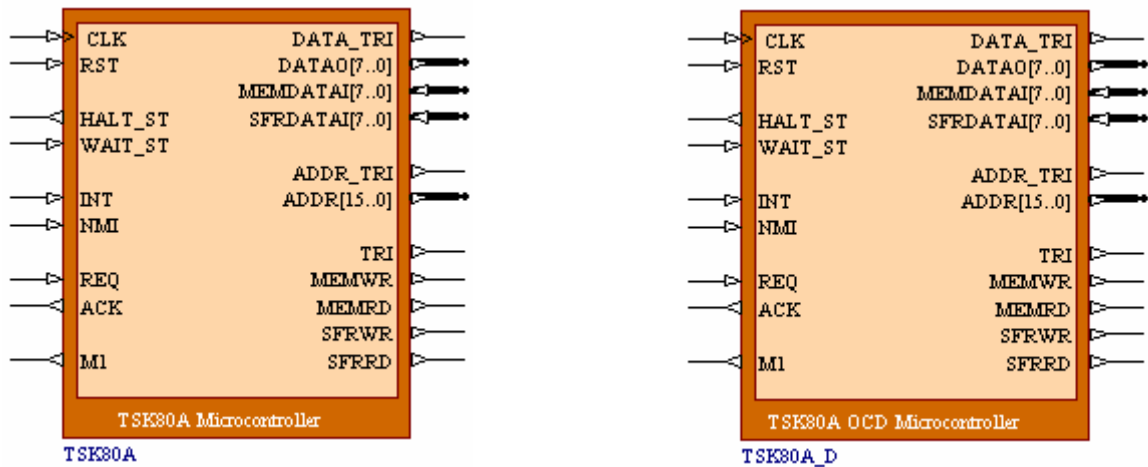 CLK DATA_TRI
RST DATAO[7..0]
MEMDATAI[7..0]
HALT_ST SFRDATAI[7..0]
WAIT_ST
ADDR_TRI
INT ADDR[15..0]
NMI
TRI
REQ MEMWR
ACK MEMRD
SFRWR
M1 SFRRD
TSK80A Microcontroller
TSK80A
CLK DATA_TRI
RST DATAO[7..0]
MEMDATAI[7..0]
HALT_ST SFRDATAI[7..0]
WAIT_ST
ADDR_TRI
INT ADDR[15..0]
NMI
TRI
REQ MEMWR
ACK MEMRD
SFRWR
M1 SFRRD
TSK80A OCD Microcontroller
TSK80A_D